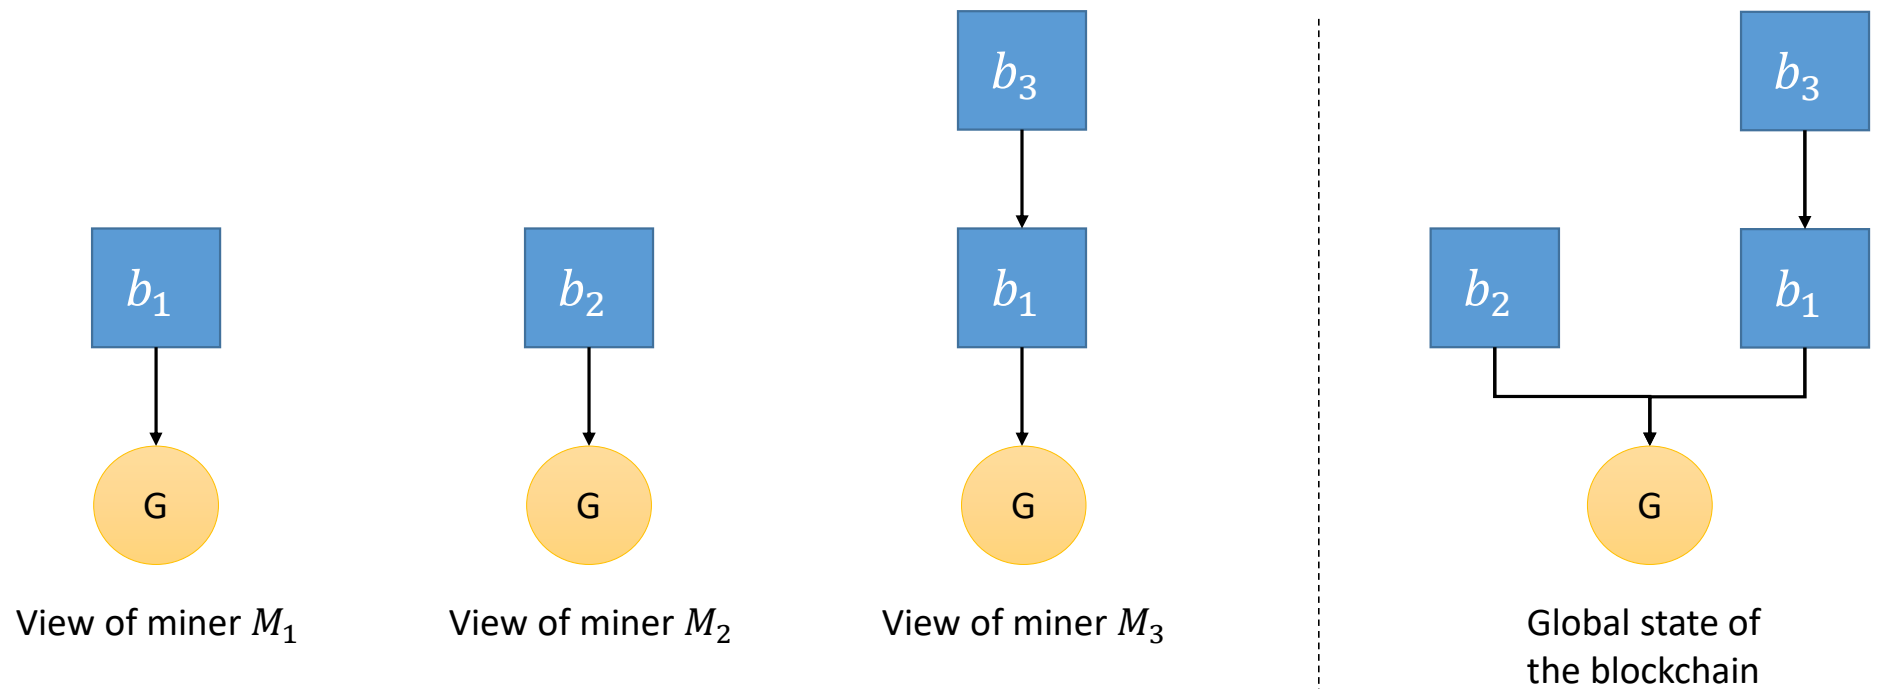 b₃
b₃
b₁
b₂
b₁
b₂
b₁
G
G
G
G
View of miner M₁
View of miner M₂
View of miner M₃
Global state of
the blockchain